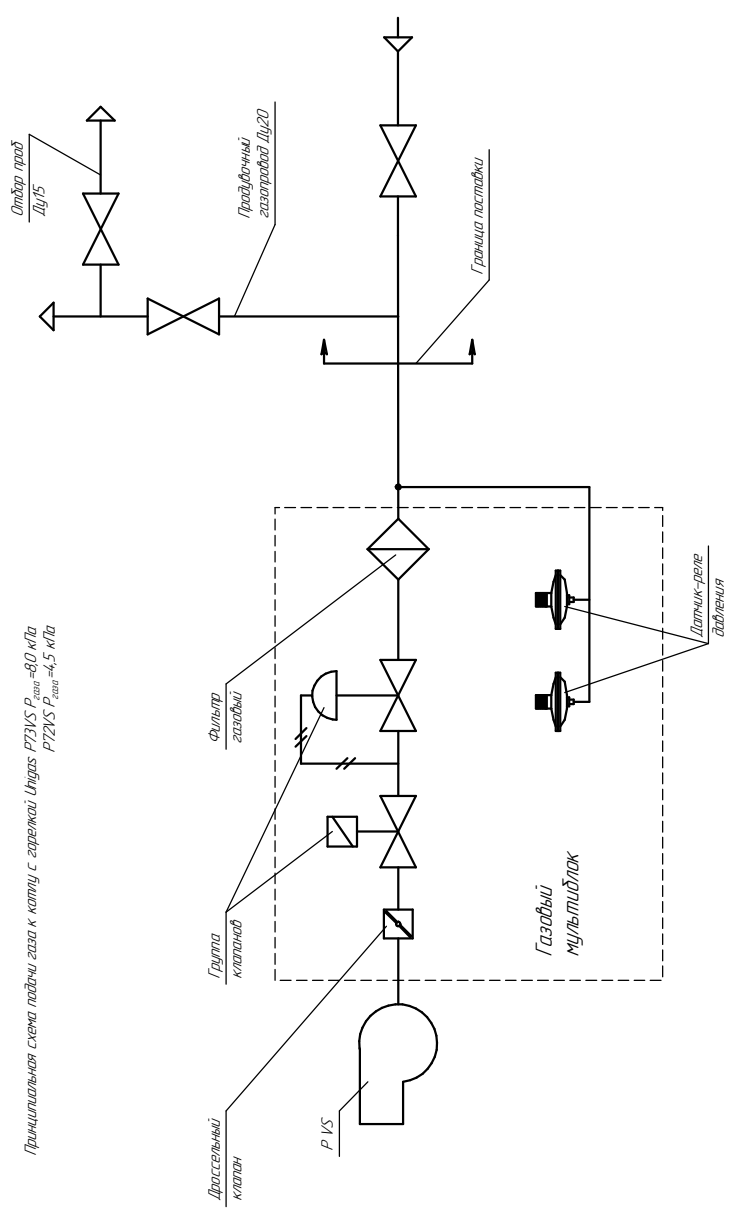 Принципиальная схема подачи газа к котлу с горелкой Unigas P73VS Pгаза=8,0 кПа
P72VS Pгаза=4,5 кПа
Отбор проб
Ду15
Продувочный
газопровод Ду20
Граница поставки
Фильтр
газовый
Датчик-реле
давления
Группа
клапанов
Газовый
мультиблок
Дроссельный
клапан
P VS